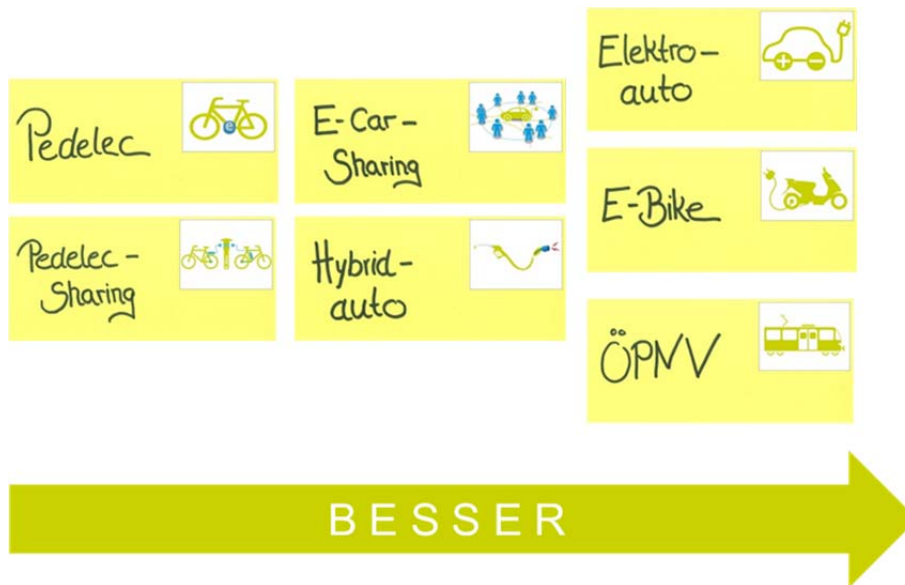 Pedelec
Pedelec-
Sharing
E-Car-
Sharing
Hybrid-
auto
Elektro-
auto
E-Bike
ÖPNV
BESSER